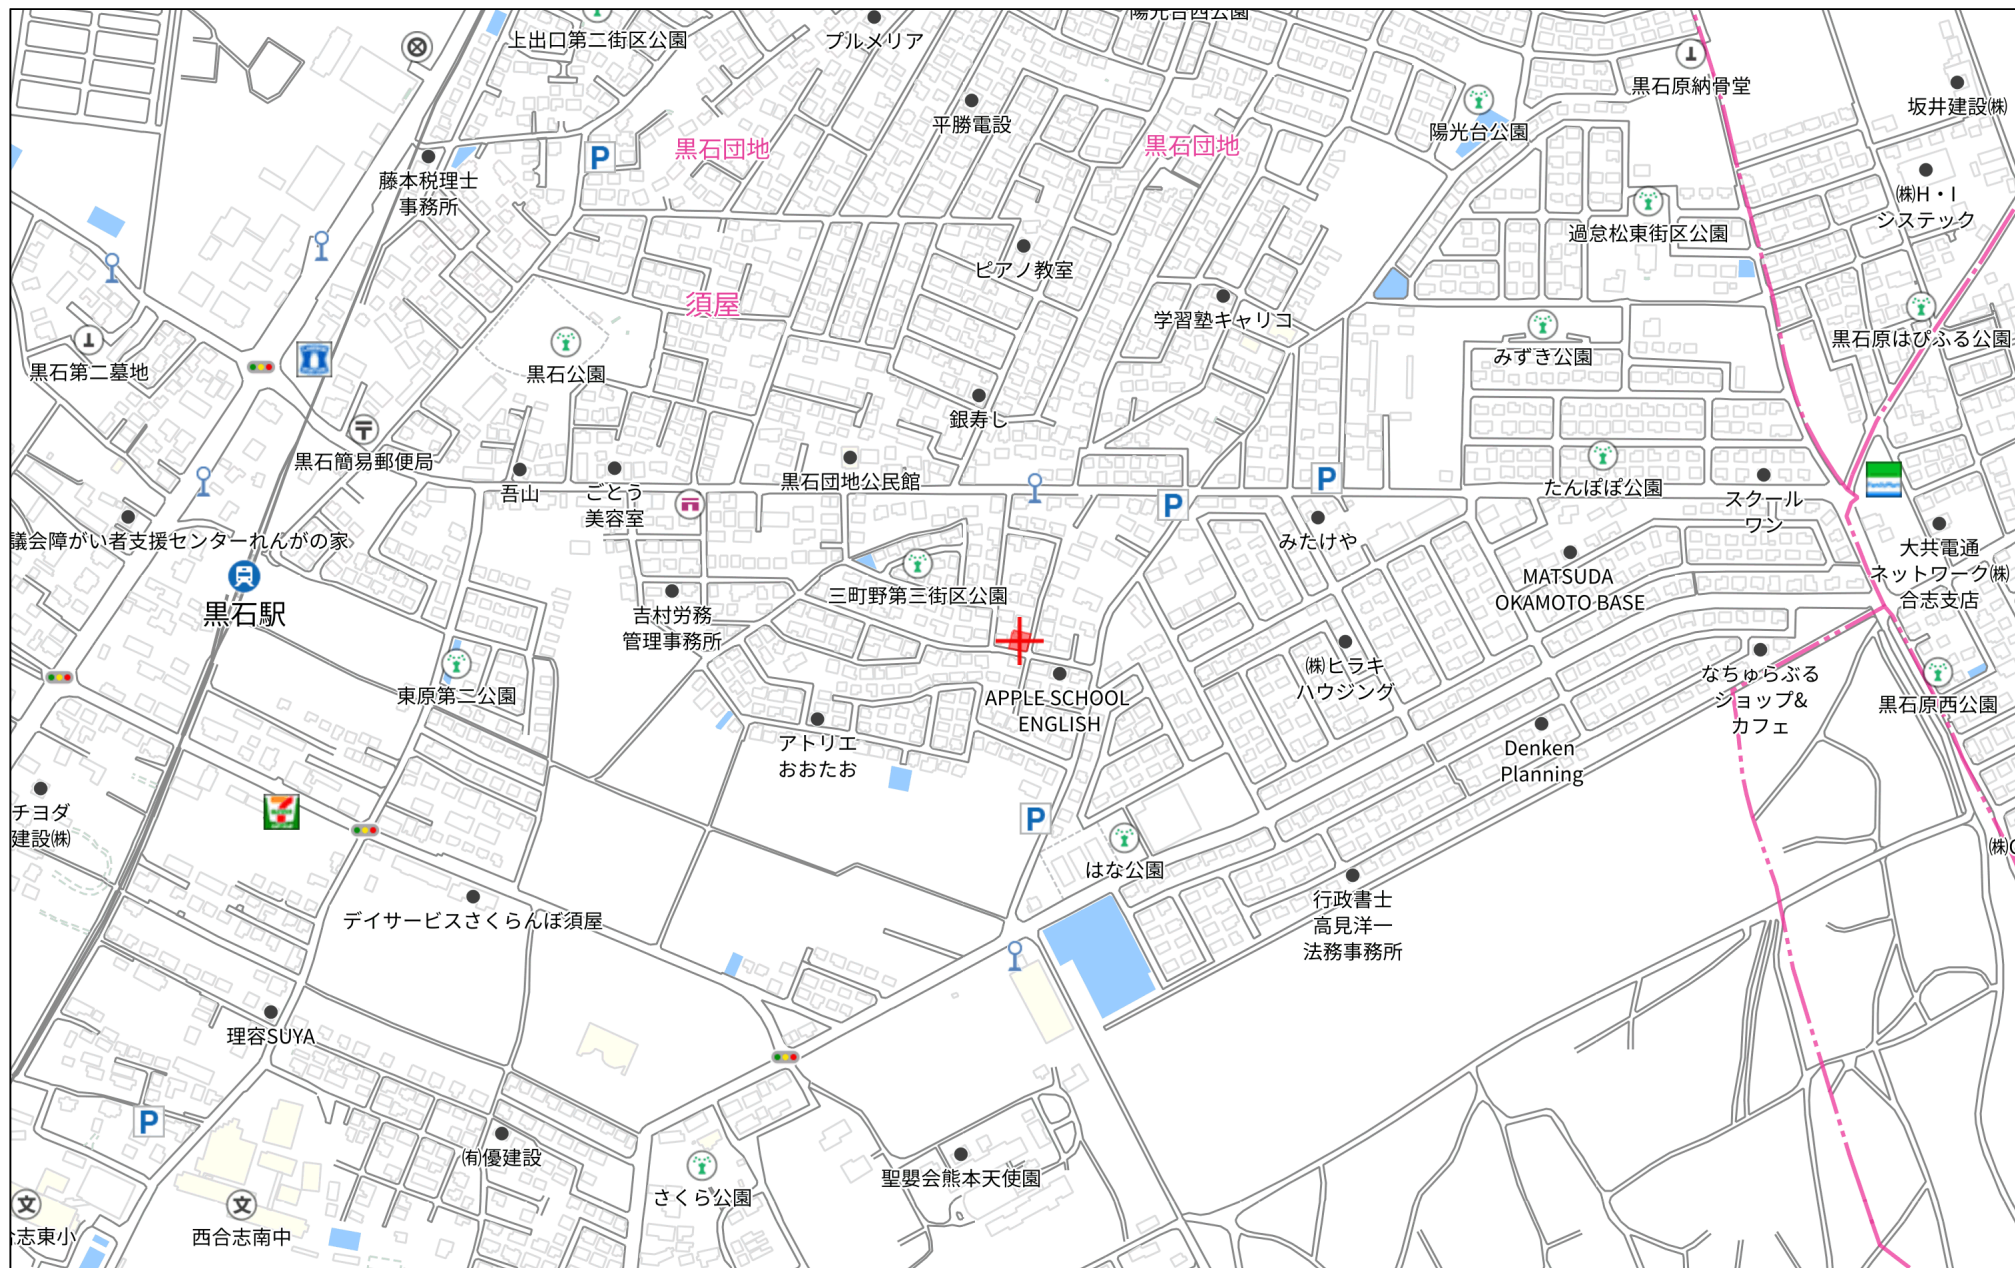 陽光台西公園
上出口第二街区公園
プルメリア
黒石原納骨堂
坂井建設㈱
平勝電設
陽光台公園
黒石団地
黒石団地
P
藤本税理士
事務所
㈱H・I
システック
過怠松東街区公園
ピアノ教室
須屋
学習塾キャリコ
黒石原はぴふる公園
みずき公園
黒石第二墓地
黒石公園
銀寿し
黒石簡易郵便局
吾山
ごとう
美容室
黒石団地公民館
P
P
たんぽぽ公園
スクール
ワン
議会障がい者支援センターれんがの家
みたけや
大共電通
ネットワーク㈱
合志支店
MATSUDA
OKAMOTO BASE
黒石駅
三町野第三街区公園
吉村労務
管理事務所
㈱ヒラキ
ハウジング
なちゅらぶる
ショップ&
カフェ
東原第二公園
APPLE SCHOOL
ENGLISH
黒石原西公園
アトリエ
おおたお
Denken
Planning
チヨダ
建設㈱
P
はな公園
デイサービスさくらんぼ須屋
行政書士
高見洋一
法務事務所
理容SUYA
P
㈲優建設
聖嬰会熊本天使園
さくら公園
文
志東小
文
西合志南中